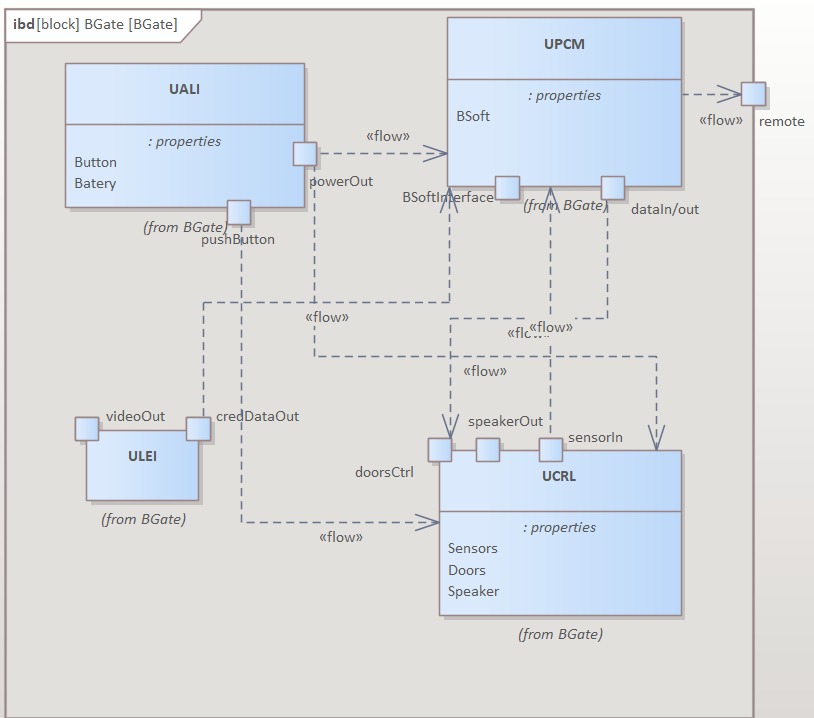 ibd [block] BGate [BGate]
UALI
: properties
Button
Batery
(from BGate)
pushButton
powerOut
«flow»
UPCM
: properties
BSoft
BSoftInterface
(from BGate)
dataIn/out
«flow»
remote
«flow»
«flow»
«flow»
«flow»
videoOut
credDataOut
ULEI
(from BGate)
«flow»
speakerOut
sensorIn
doorsCtrl
UCRL
: properties
Sensors
Doors
Speaker
(from BGate)